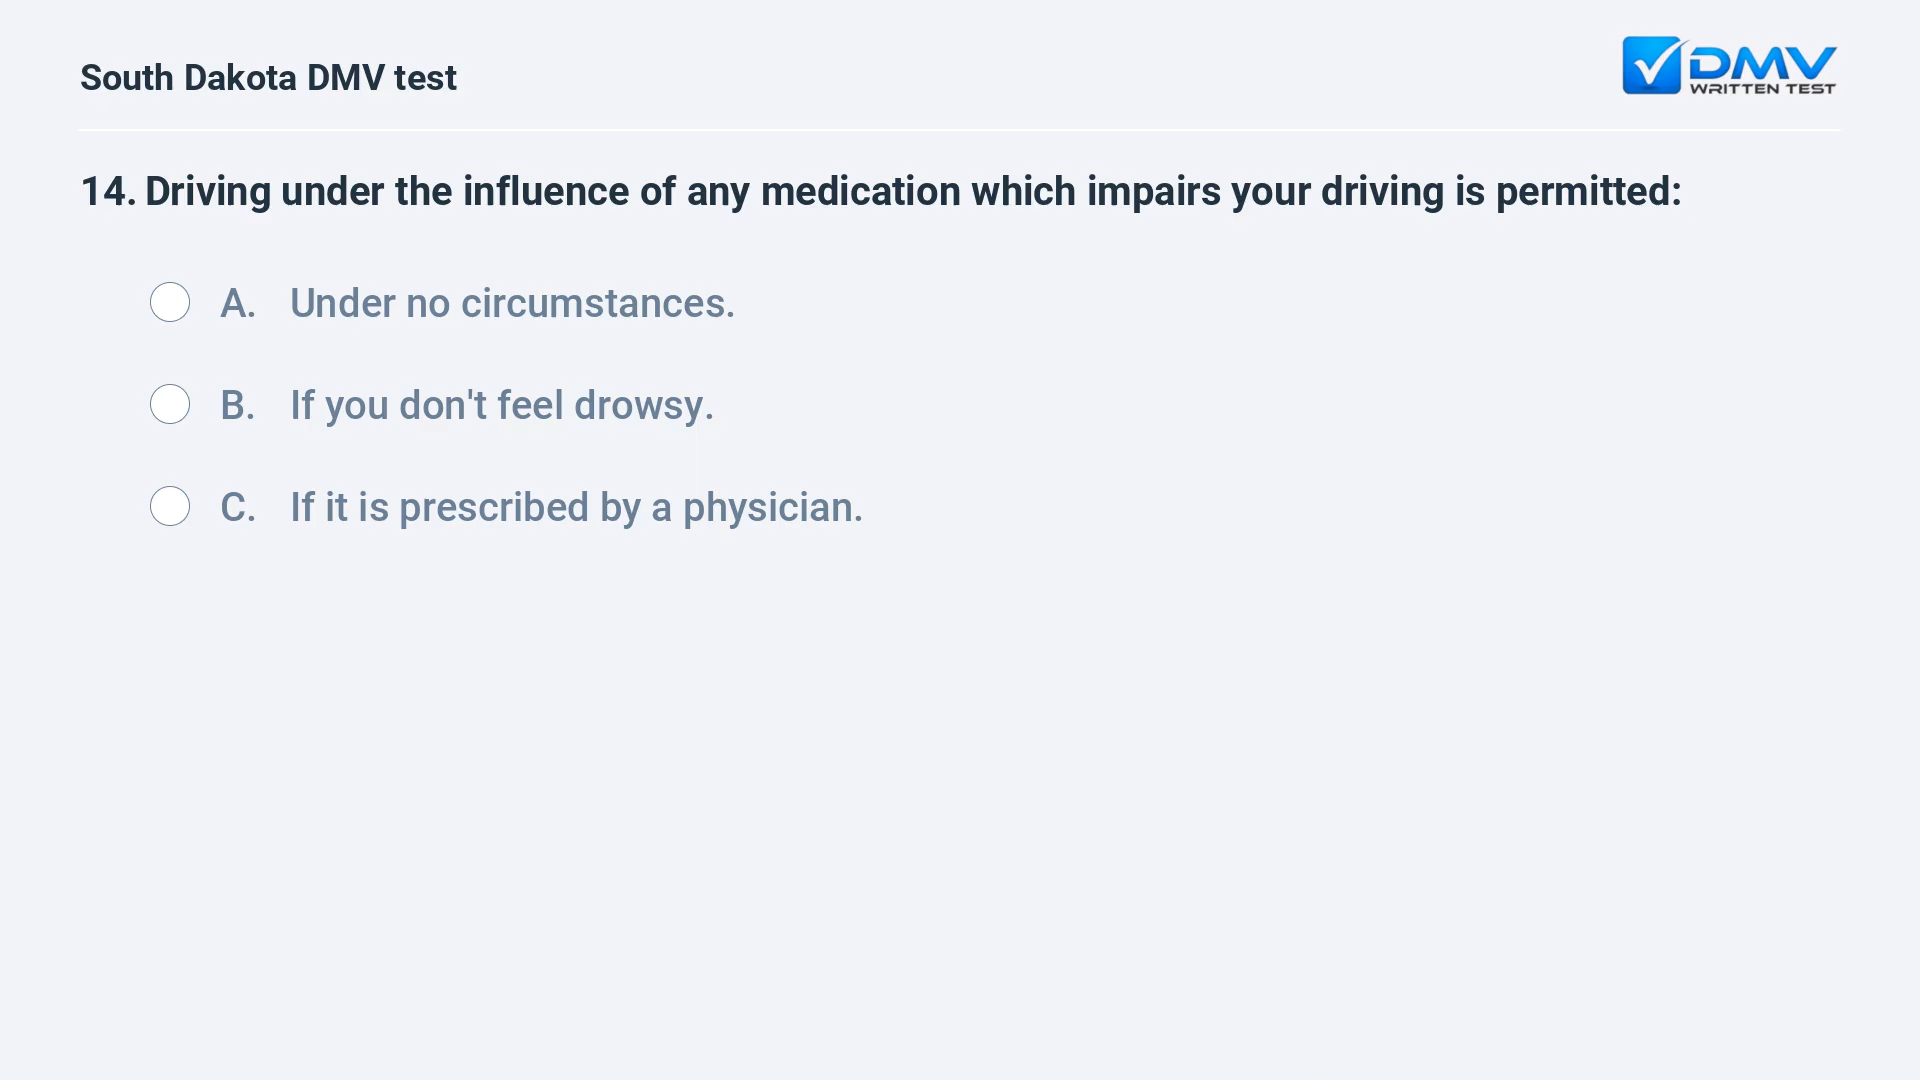 South Dakota DMV test
DMV
WRITTEN TEST
14. Driving under the influence of any medication which impairs your driving is permitted:
A. Under no circumstances.
B. If you don't feel drowsy.
C. If it is prescribed by a physician.